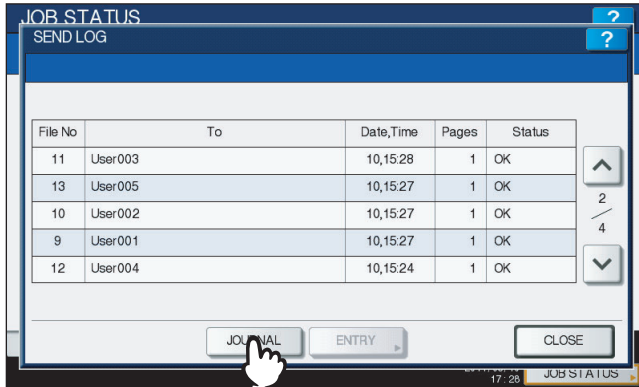 JOB STATUS ?
SEND LOG ?
File No To Date,Time Pages Status
11 User003 10,15:28 1 OK
13 User005 10,15:27 1 OK
10 User002 10,15:27 1 OK
9 User001 10,15:27 1 OK
12 User004 10,15:24 1 OK
2
4
JOURNAL ENTRY CLOSE
17:28 JOB STATUS